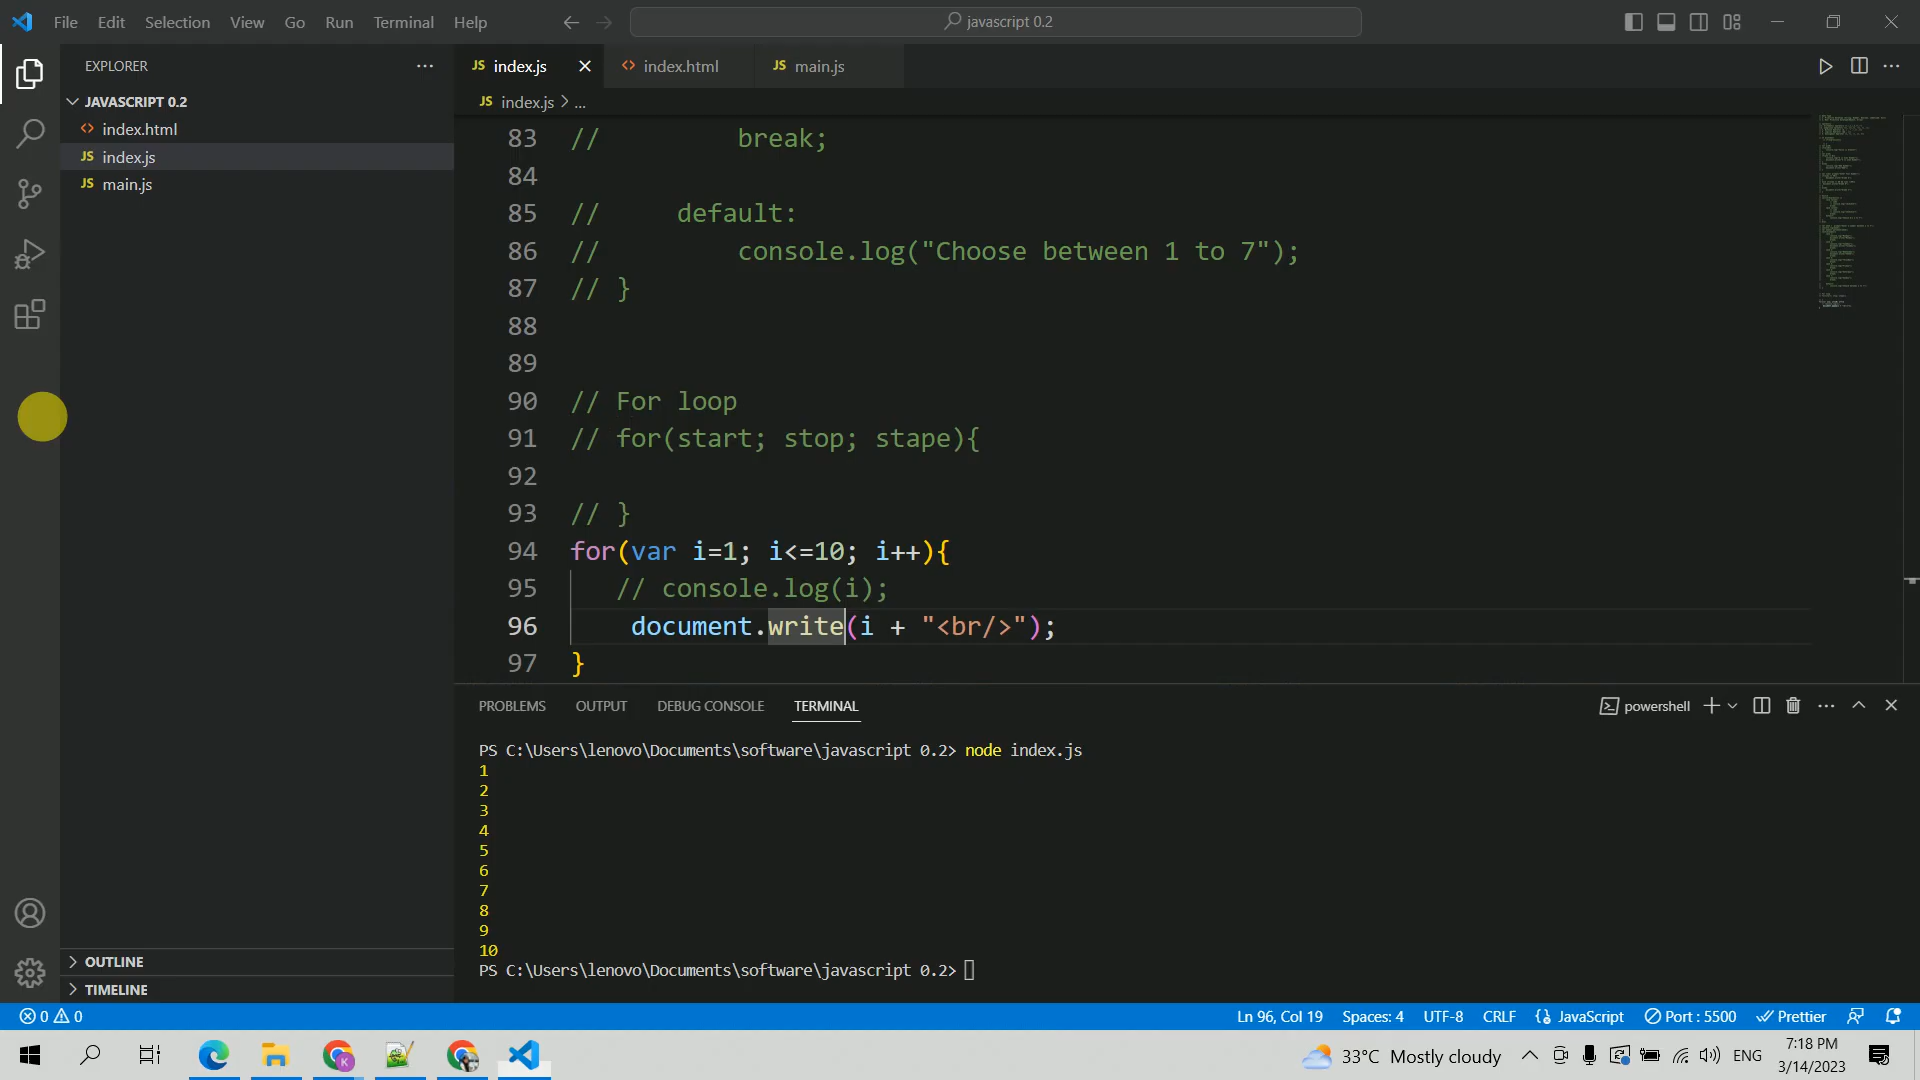 File Edit Selection View Go Run Terminal Help
javascript 0.2
EXPLORER
JAVASCRIPT 0.2
index.html
JS index.js
JS main.js
OUTLINE
TIMELINE
JS index.js index.html JS main.js
JS index.js > ...
83 // break;
84
85 // default:
86 // console.log("Choose between 1 to 7");
87 // }
88
89
90 // For loop
91 // for(start; stop; stape){
92
93 // }
94 for(var i=1; i<=10; i++){
95 // console.log(i);
96 document.write(i + "<br/>");
97 }
PROBLEMS OUTPUT DEBUG CONSOLE TERMINAL
powershell
PS C:\Users\lenovo\Documents\software\javascript 0.2> node index.js
1
2
3
4
5
6
7
8
9
10
PS C:\Users\lenovo\Documents\software\javascript 0.2>
0 0 Ln 96, Col 19 Spaces: 4 UTF-8 CRLF JavaScript Port : 5500 Prettier
33°C Mostly cloudy ENG
7:18 PM
3/14/2023